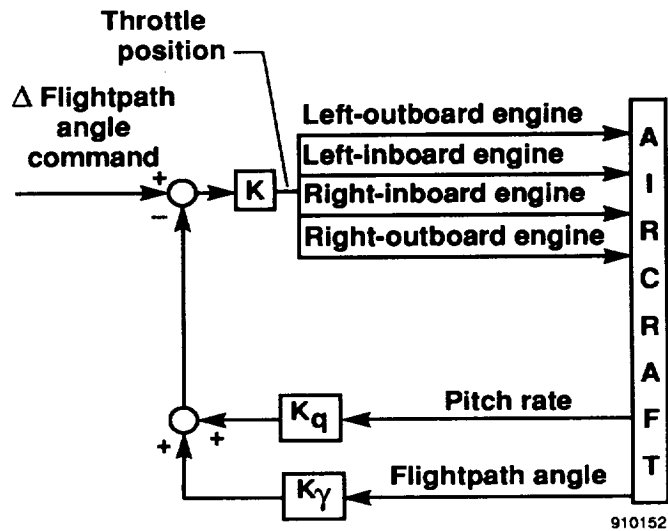 Throttle
position
Δ Flightpath
angle
command
+
−
K
Left-outboard engine
Left-inboard engine
Right-inboard engine
Right-outboard engine
AIRCRAFT
Kq
Pitch rate
+
+
Kγ
Flightpath angle
910152